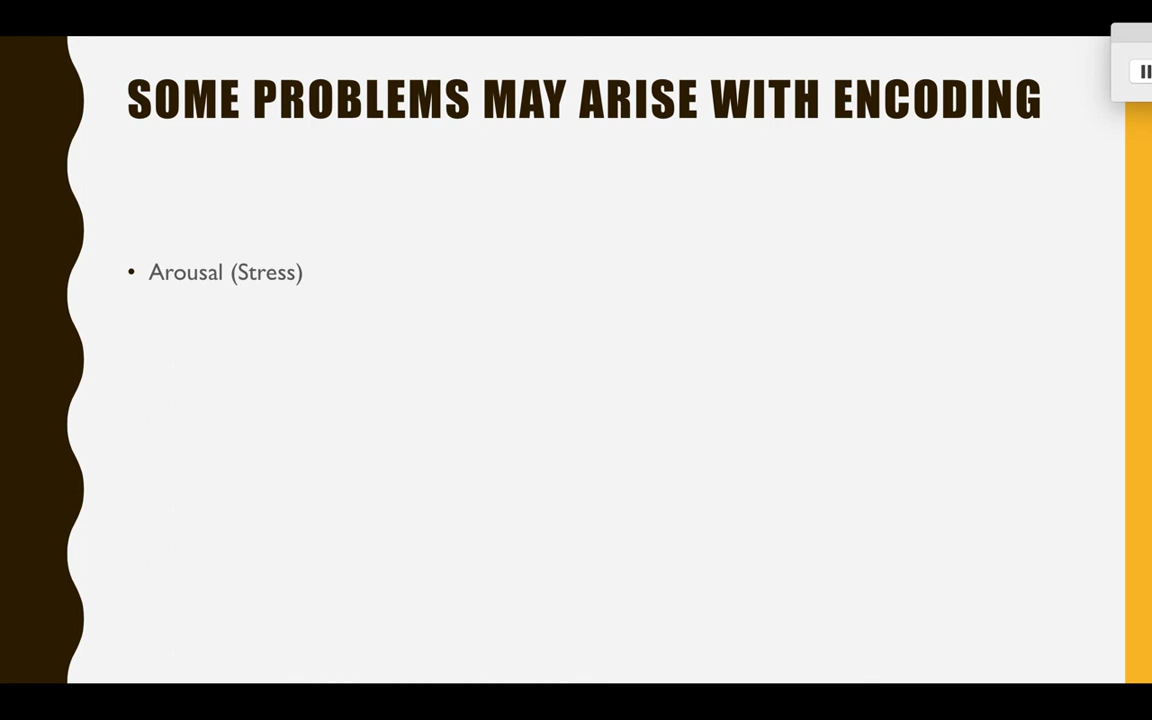 SOME PROBLEMS MAY ARISE WITH ENCODING
• Arousal (Stress)